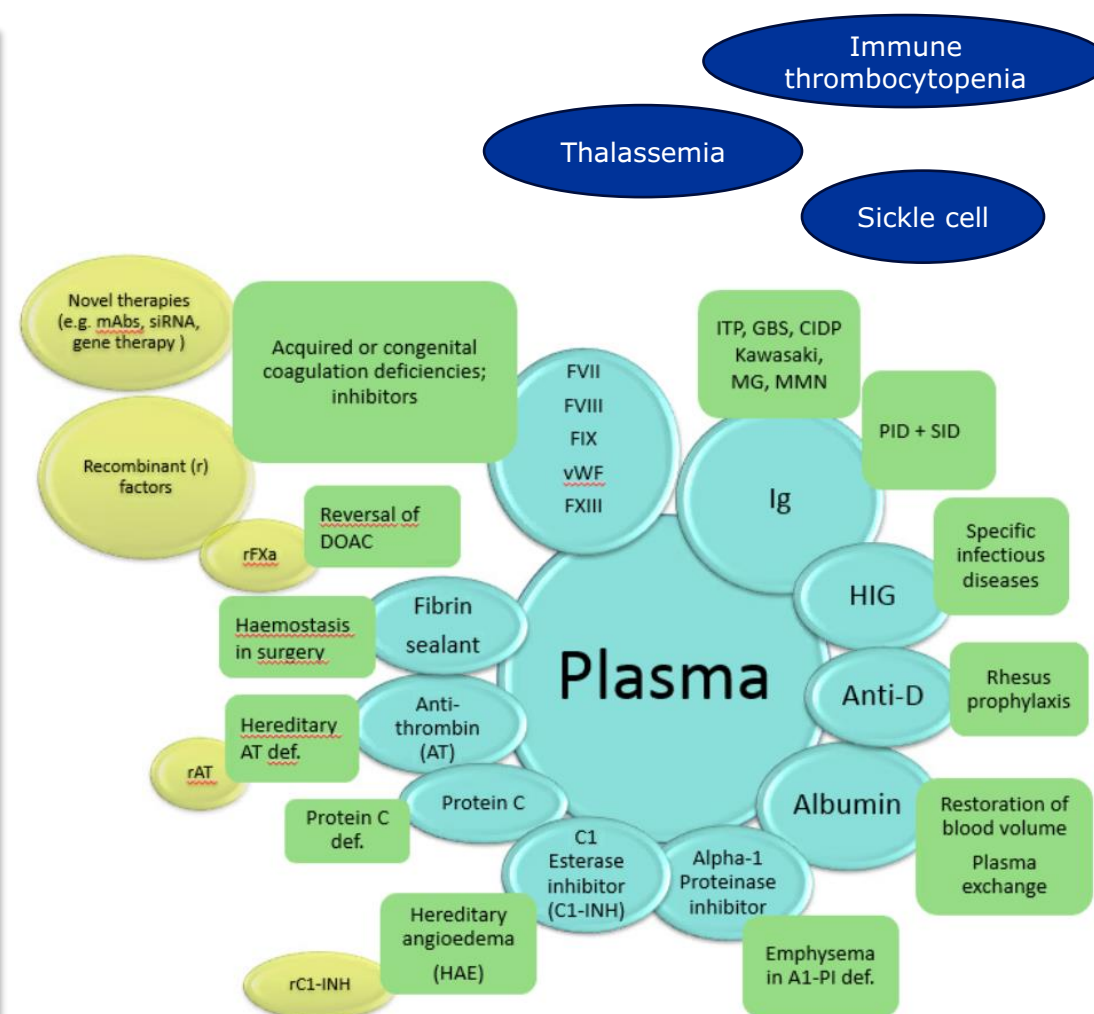 Immune
thrombocytopenia
Thalassemia
Sickle cell
Novel therapies
(e.g. mAbs, siRNA,
gene therapy )
Acquired or congenital
coagulation deficiencies;
inhibitors
FVII
FVIII
FIX
vWF
FXIII
ITP, GBS, CIDP
Kawasaki,
MG, MMN
PID + SID
Recombinant (r)
factors
Ig
rFXa
Reversal of
DOAC
Specific
infectious
diseases
HIG
Fibrin
sealant
Haemostasis
in surgery
Plasma
Anti-D
Rhesus
prophylaxis
Anti-
thrombin
(AT)
Hereditary
AT def.
rAT
Albumin
Restoration of
blood volume
Plasma
exchange
Protein C
Protein C
def.
C1
Esterase
inhibitor
(C1-INH)
Alpha-1
Proteinase
inhibitor
Hereditary
angioedema
(HAE)
rC1-INH
Emphysema
in A1-PI def.